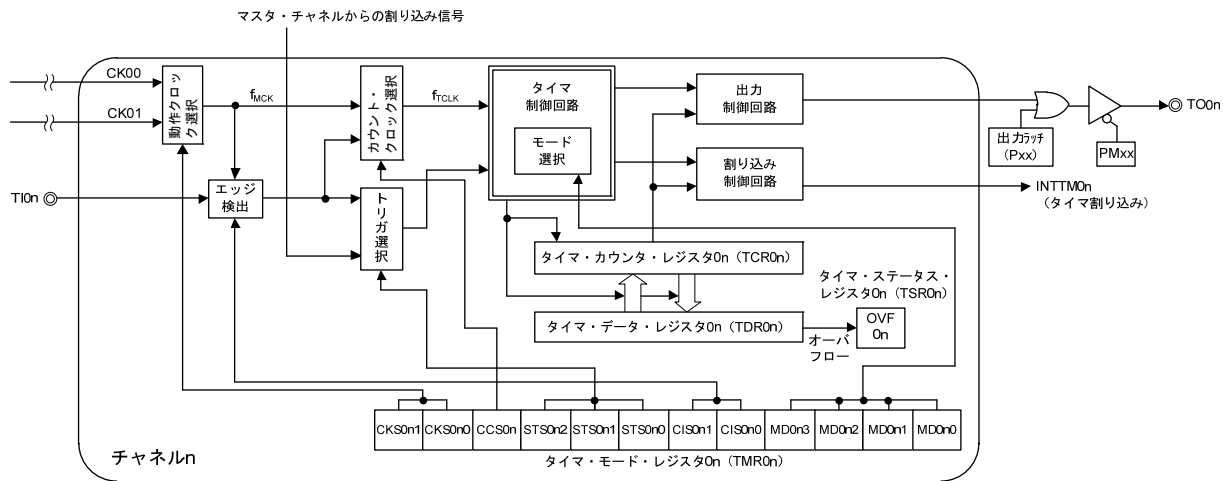 マスタ・チャネルからの割り込み信号
CK00
CK01
動作クロッ
ク選択
fMCK
カウント・
クロック選択
fTCLK
タイマ
制御回路
モード
選択
出力
制御回路
TO0n
出力ラッチ
(Pxx)
PMxx
割り込み
制御回路
INTTM0n
(タイマ割り込み)
TI0n
エッジ
検出
トリガ選択
タイマ・カウンタ・レジスタ0n (TCR0n)
タイマ・ステータス・
レジスタ0n (TSR0n)
タイマ・データ・レジスタ0n (TDR0n)
オーバ
フロー
OVF
0n
CKS0n1 CKS0n0 CCS0n STS0n2 STS0n1 STS0n0 CIS0n1 CIS0n0 MD0n3 MD0n2 MD0n1 MD0n0
チャネルn
タイマ・モード・レジスタ0n (TMR0n)